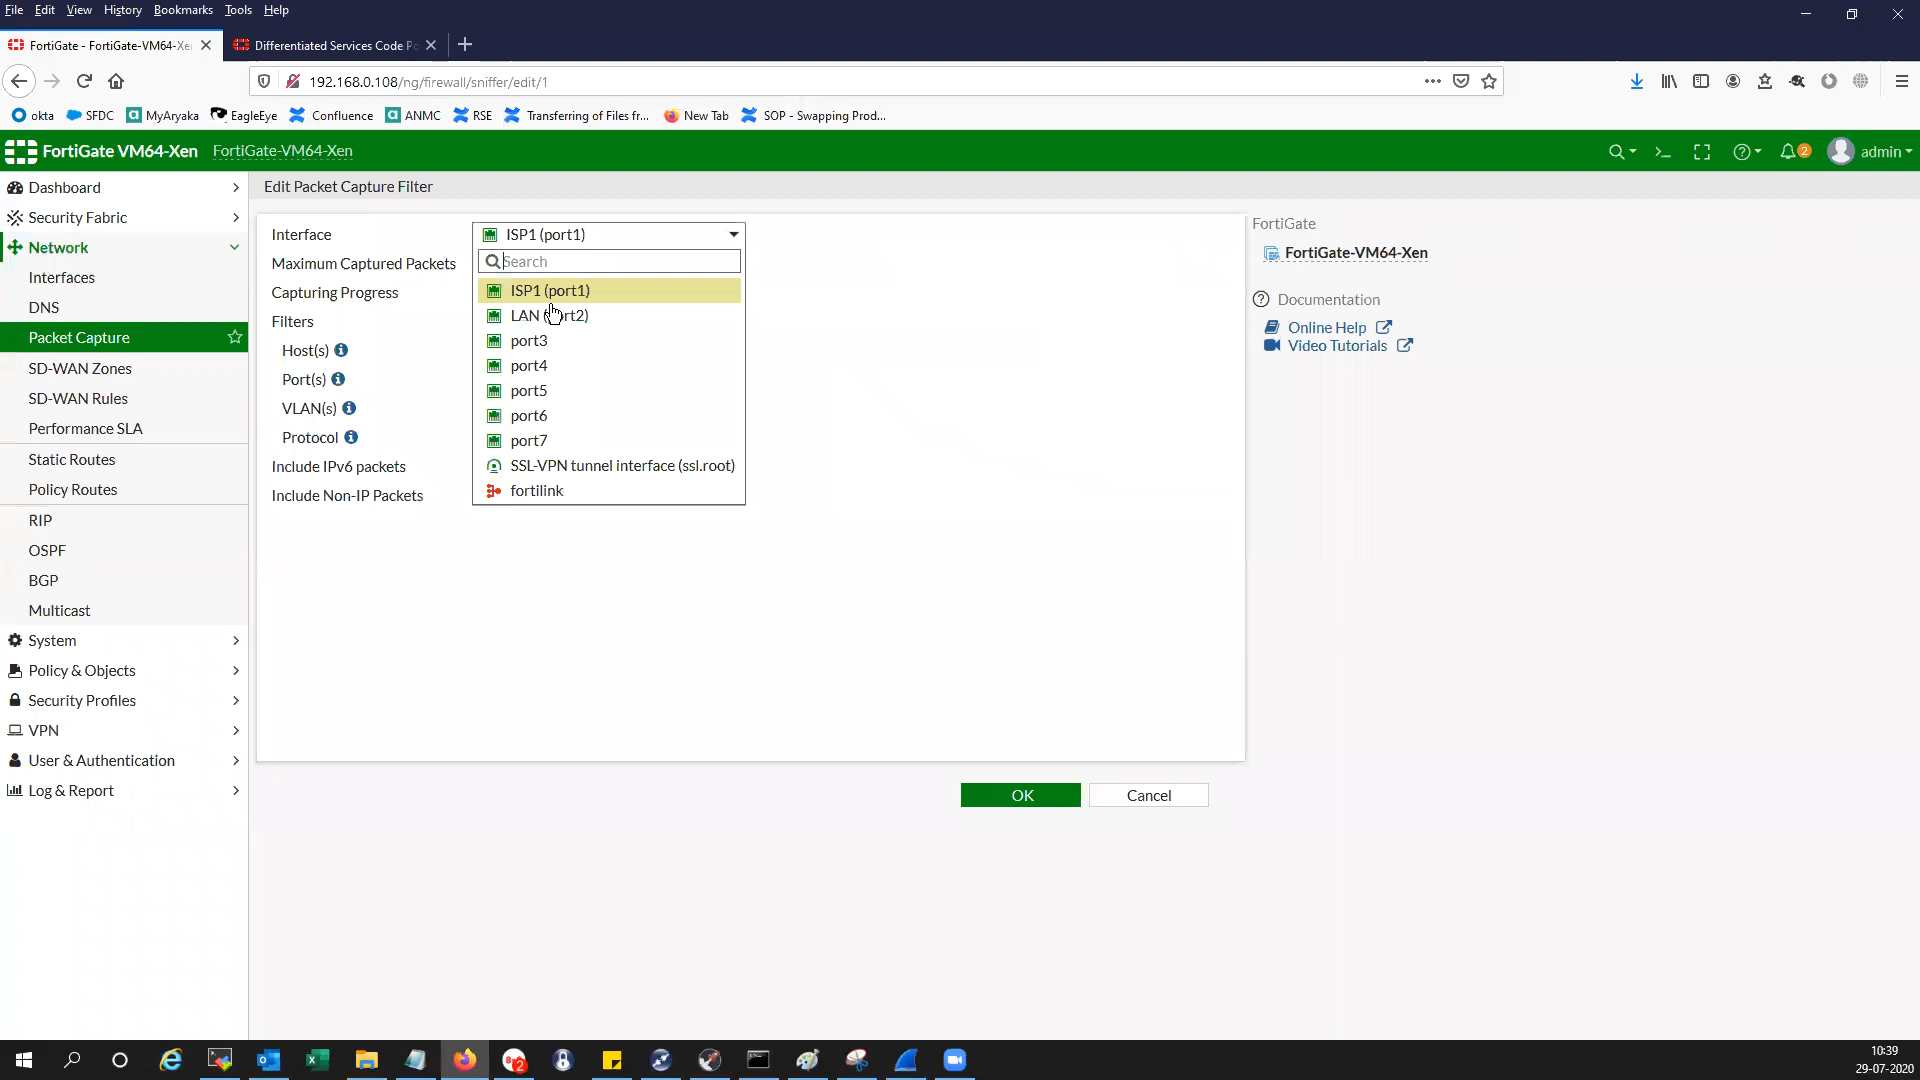 File Edit View History Bookmarks Tools Help
FortiGate - FortiGate-VM64-Xe
Differentiated Services Code Po
192.168.0.108/ng/firewall/sniffer/edit/1
okta SFDC MyAryaka EagleEye Confluence ANMC RSE Transferring of Files fr... New Tab SOP - Swapping Prod...
FortiGate VM64-Xen FortiGate-VM64-Xen 2 admin
Dashboard
Security Fabric
Network
Interfaces
DNS
Packet Capture
SD-WAN Zones
SD-WAN Rules
Performance SLA
Static Routes
Policy Routes
RIP
OSPF
BGP
Multicast
System
Policy & Objects
Security Profiles
VPN
User & Authentication
Log & Report
Edit Packet Capture Filter
Interface
Maximum Captured Packets
Capturing Progress
Filters
Host(s)
Port(s)
VLAN(s)
Protocol
Include IPv6 packets
Include Non-IP Packets
ISP1 (port1)
Search
ISP1 (port1)
LAN (port2)
port3
port4
port5
port6
port7
SSL-VPN tunnel interface (ssl.root)
fortilink
OK Cancel
FortiGate
FortiGate-VM64-Xen
Documentation
Online Help
Video Tutorials
2
10:39
29-07-2020